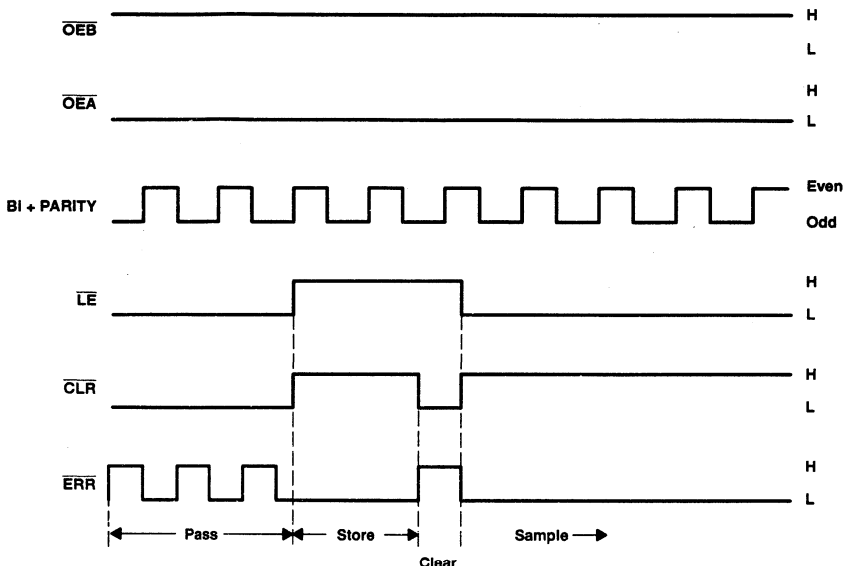 OEB
H
L
OEA
H
L
BI + PARITY
Even
Odd
LE
H
L
CLR
H
L
ERR
H
L
Pass
Store
Sample
Clear